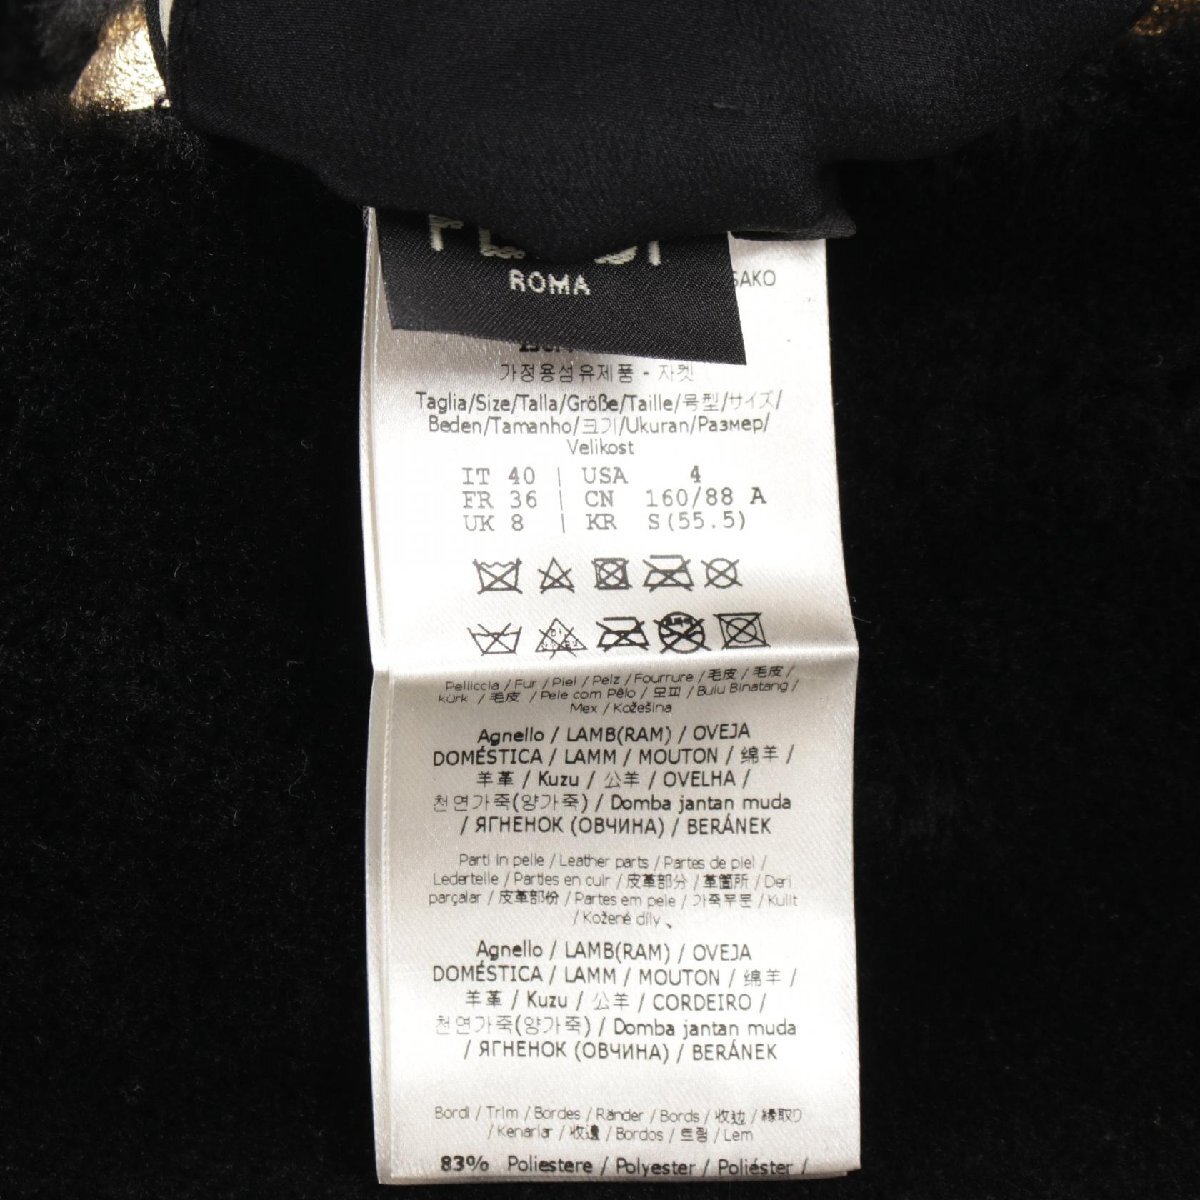 ROMA
SAKO
가정용섬유제품 - 자켓
Taglia/Size/Talla/Größe/Taille/号型/サイズ/
Beden/Tamanho/크기/Ukuran/Размер/
Velikost
IT 40 | USA 4
FR 36 | CN 160/88 A
UK 8 | KR S(55.5)
Pelliccia / Fur / Piel / Pelz / Fourrure / 毛皮 / 毛皮 /
kürk / 毛皮 / Pele com Pêlo / 모피 / Bulu Binatang /
Mex / Kožešina
Agnello / LAMB(RAM) / OVEJA
DOMÉSTICA / LAMM / MOUTON / 绵羊 /
羊革 / Kuzu / 公羊 / OVELHA /
천연가죽(양가죽) / Domba jantan muda
/ ЯГНЕНОК (ОВЧИНА) / BERÁNEK
Parti in pelle / Leather parts / Partes de piel /
Lederteile / Parties en cuir / 皮革部分 / 革箇所 / Deri
parçalar / 皮革部份 / Partes em pele / 가죽부분 / Kulit
/ Kožené díly 、
Agnello / LAMB(RAM) / OVEJA
DOMÉSTICA / LAMM / MOUTON / 绵羊 /
羊革 / Kuzu / 公羊 / CORDEIRO /
천연가죽(양가죽) / Domba jantan muda
/ ЯГНЕНОК (ОВЧИНА) / BERÁNEK
Bordi / Trim / Bordes / Ränder / Bords / 收边 / 縁取り
/ Kenarlar / 收邊 / Bordos / 트림 / Lem
83% Poliestere / Polyester / Poliéster /